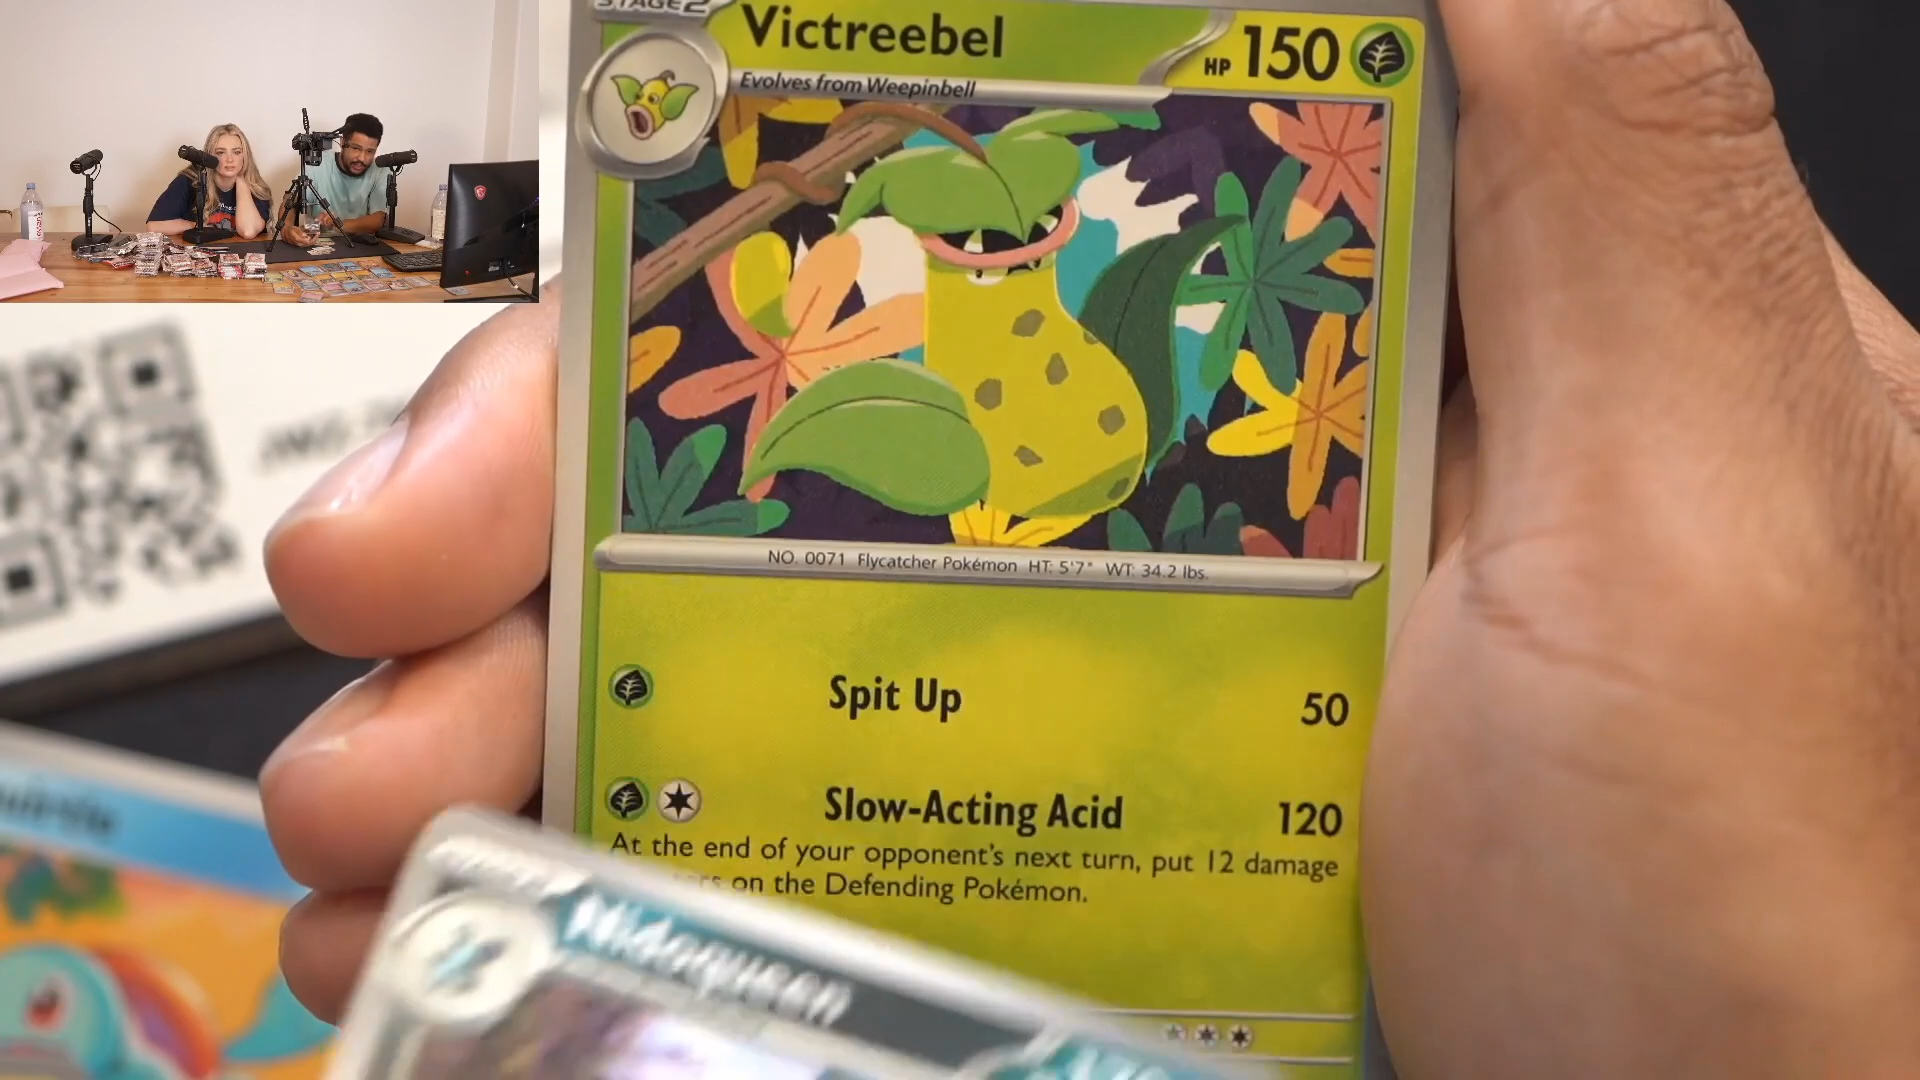 STAGE2
Victreebel
HP 150
Evolves from Weepinbell
NO. 0071 Flycatcher Pokémon HT: 5'7" WT: 34.2 lbs.
Spit Up 50
Slow-Acting Acid 120
At the end of your opponent's next turn, put 12 damage
on the Defending Pokémon.
Nidoqueen